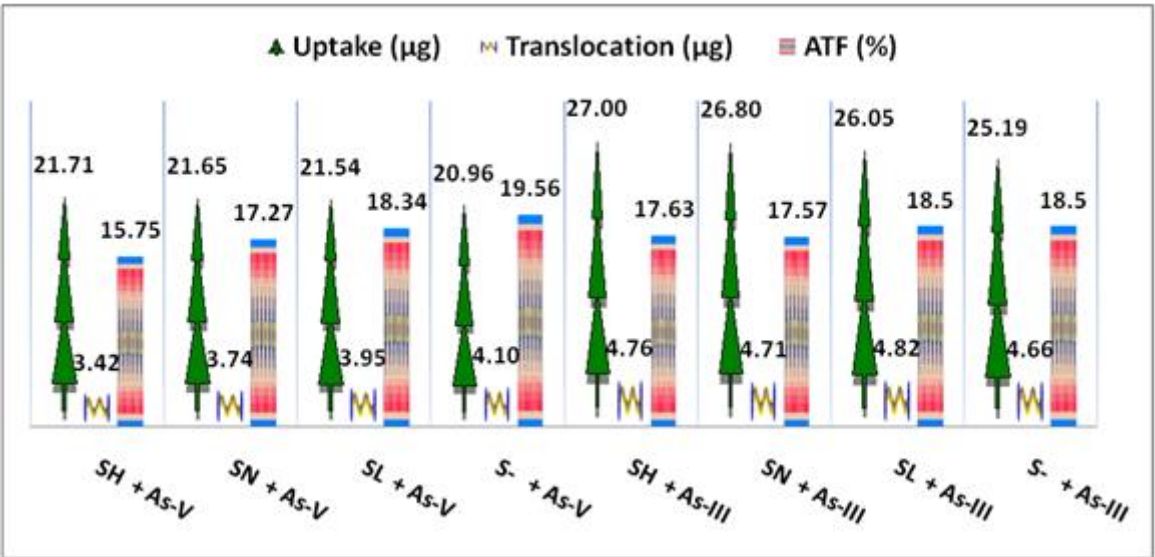 Uptake (µg) Translocation (µg) ATF (%)
21.71 3.42 15.75
21.65 3.74 17.27
21.54 3.95 18.34
20.96 4.10 19.56
27.00 4.76 17.63
26.80 4.71 17.57
26.05 4.82 18.5
25.19 4.66 18.5
SH +As-V
SN +As-V
SL +As-V
S- +As-V
SH +As-III
SN +As-III
SL +As-III
S- +As-III